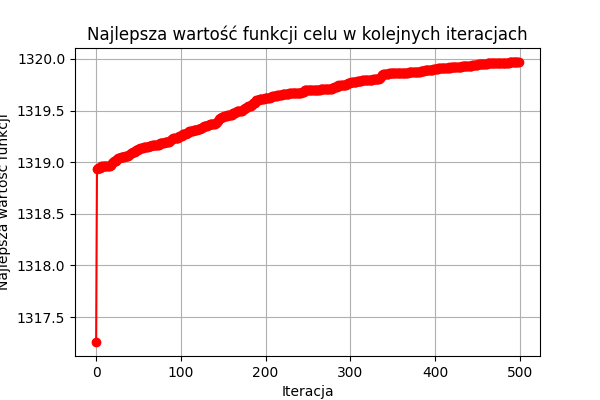 Najlepsza wartość funkcji celu w kolejnych iteracjach
1320.0
1319.5
1319.0
1318.5
1318.0
1317.5
Najlepsza wartość funkcji
0 100 200 300 400 500
Iteracja